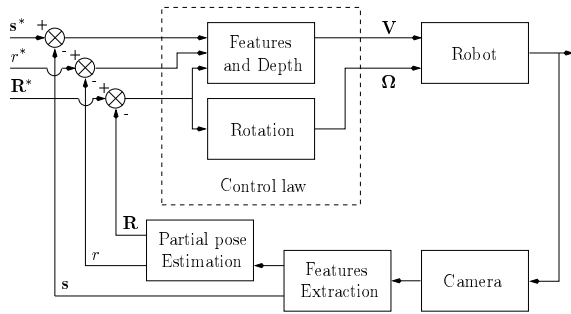 s*
+
-
r*
+
-
R*
+
-
Features
and Depth
V
Robot
Ω
Rotation
Control law
R
Partial pose
Estimation
r
Features
Extraction
Camera
s